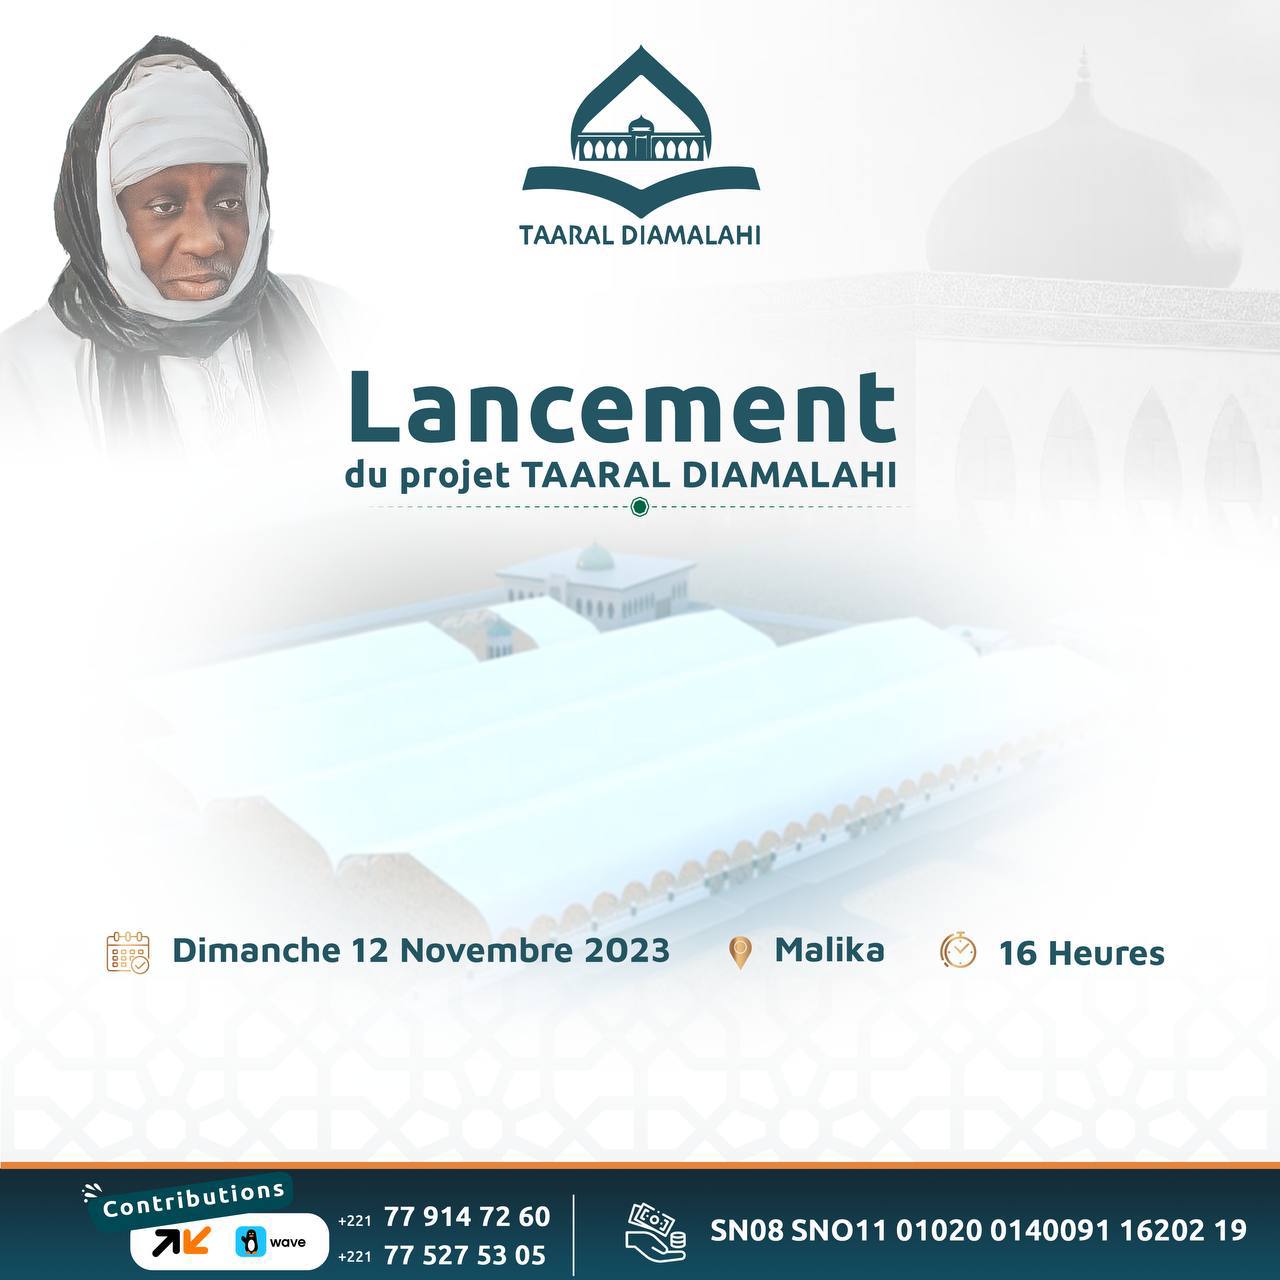 TAARAL DIAMALAHI
Lancement
du projet TAARAL DIAMALAHI
Dimanche 12 Novembre 2023
Malika
16 Heures
Contributions
wave
+221 77 914 72 60
+221 77 527 53 05
SN08 SNO11 01020 0140091 16202 19